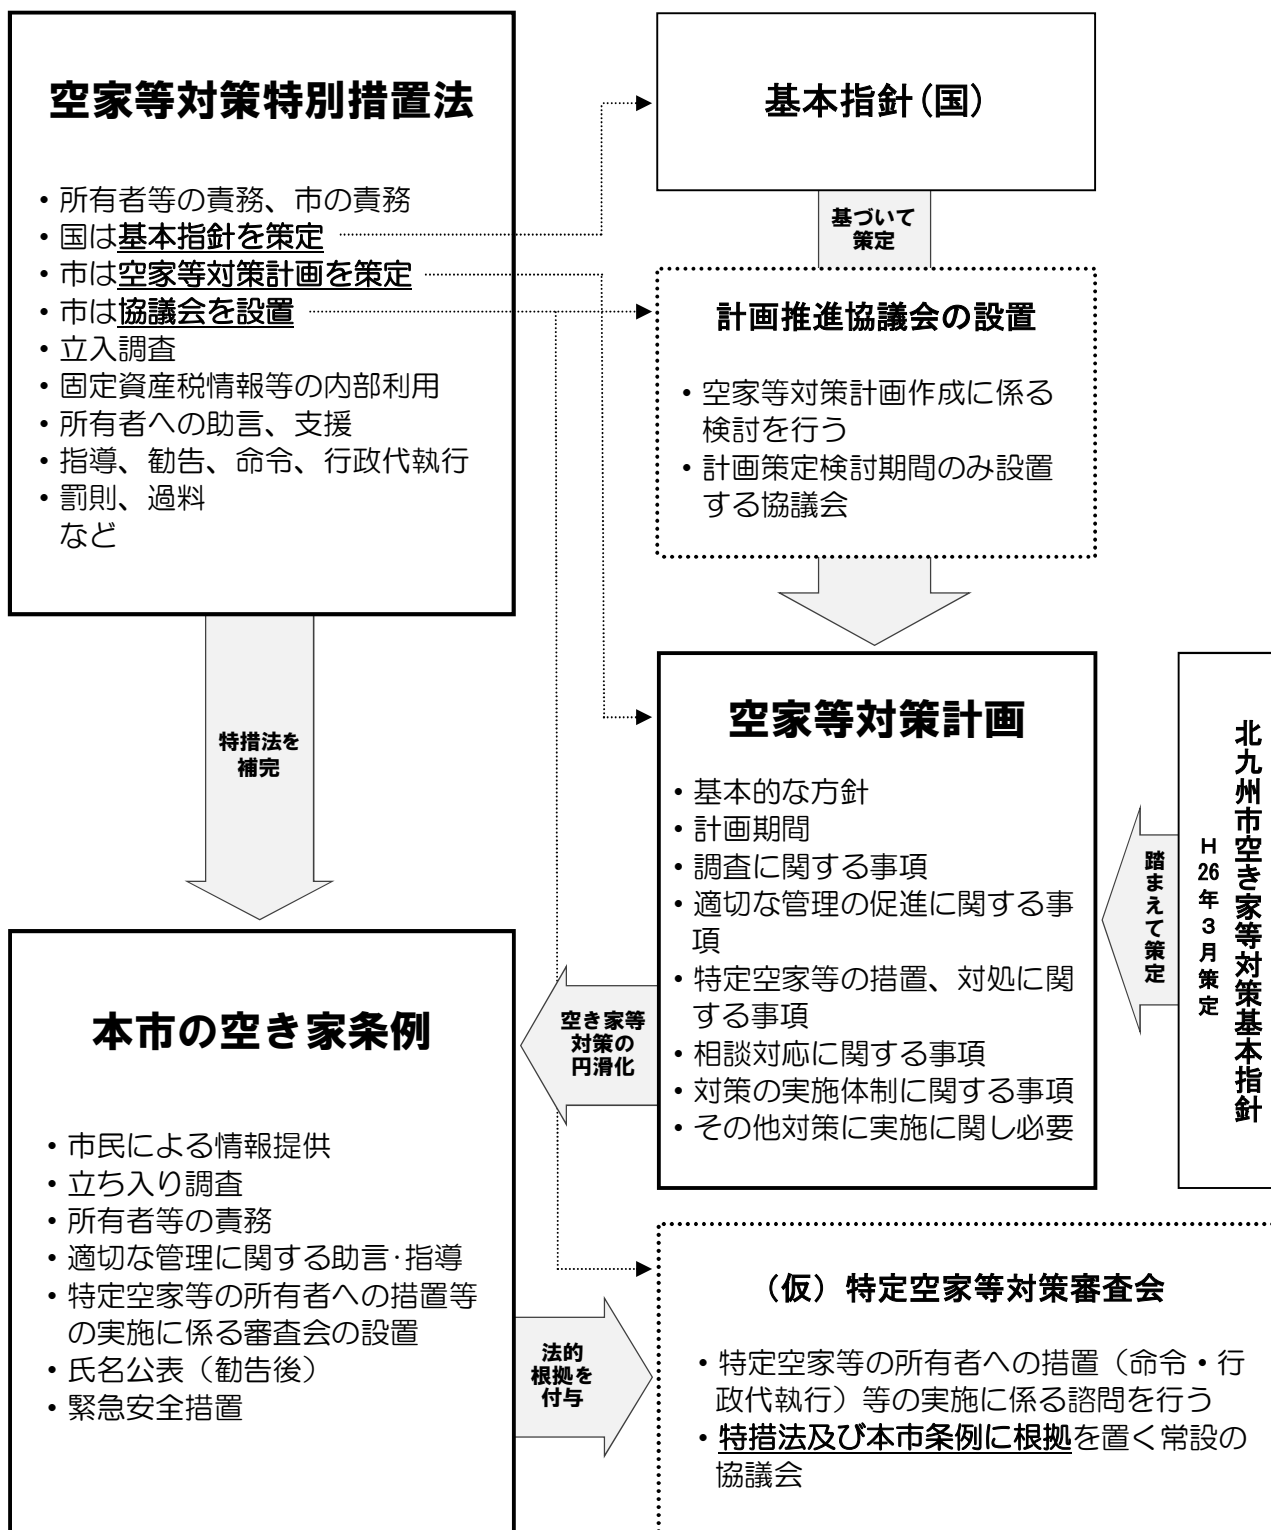 空家等対策特別措置法
・所有者等の責務、市の責務
・国は基本指針を策定
・市は空家等対策計画を策定
・市は協議会を設置
・立入調査
・固定資産税情報等の内部利用
・所有者への助言、支援
・指導、勧告、命令、行政代執行
・罰則、過料
など
基本指針(国)
基づいて
策定
計画推進協議会の設置
・空家等対策計画作成に係る
検討を行う
・計画策定検討期間のみ設置
する協議会
特措法を
補完
空家等対策計画
・基本的な方針
・計画期間
・調査に関する事項
・適切な管理の促進に関する事
項
・特定空家等の措置、対処に関
する事項
・相談対応に関する事項
・対策の実施体制に関する事項
・その他対策に実施に関し必要
踏まえて策定
北九州市空き家等対策基本指針
H26年3月策定
空き家等
対策の
円滑化
本市の空き家条例
・市民による情報提供
・立ち入り調査
・所有者等の責務
・適切な管理に関する助言・指導
・特定空家等の所有者への措置等
の実施に係る審査会の設置
・氏名公表（勧告後）
・緊急安全措置
法的
根拠を
付与
（仮）特定空家等対策審査会
・特定空家等の所有者への措置（命令・行
政代執行）等の実施に係る諮問を行う
・特措法及び本市条例に根拠を置く常設の
協議会